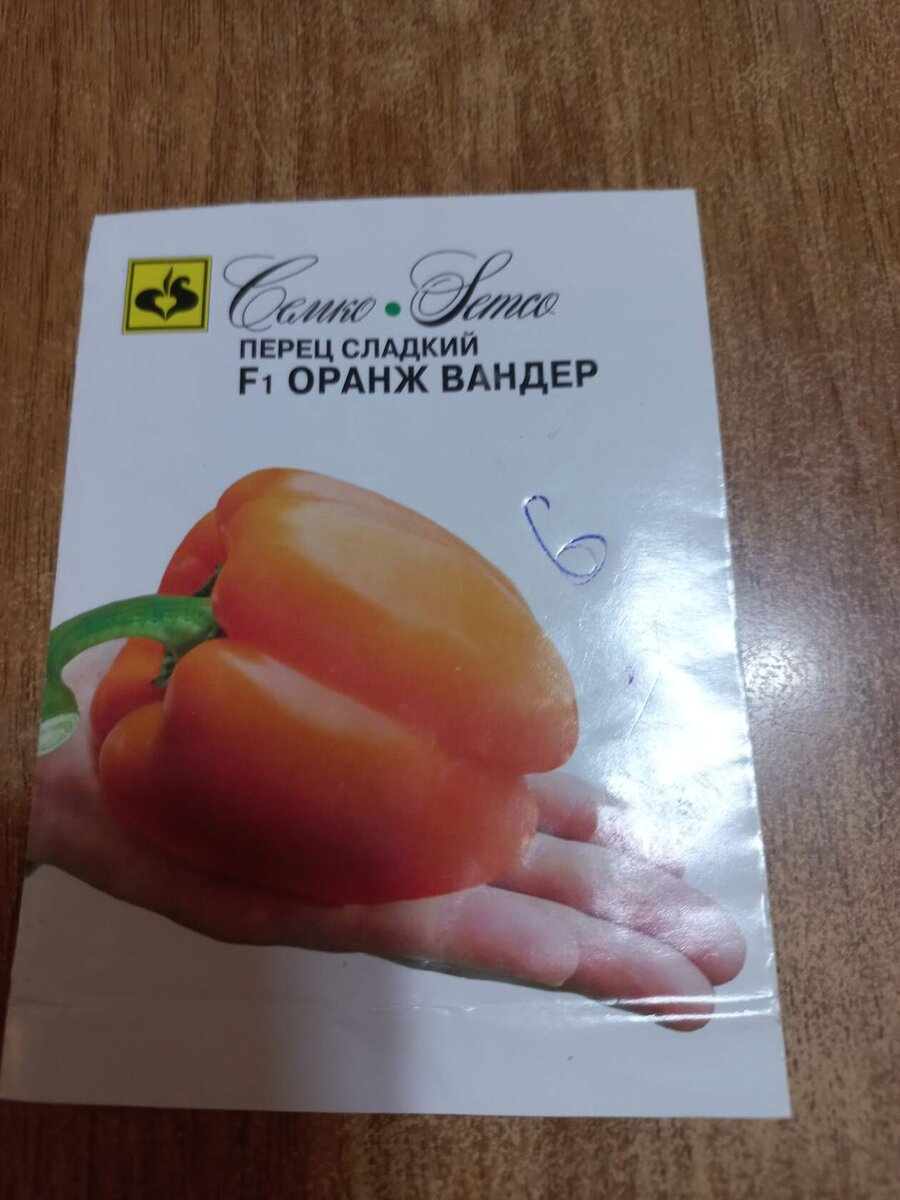 Семко • Semco
ПЕРЕЦ СЛАДКИЙ
F1 ОРАНЖ ВАНДЕР
6